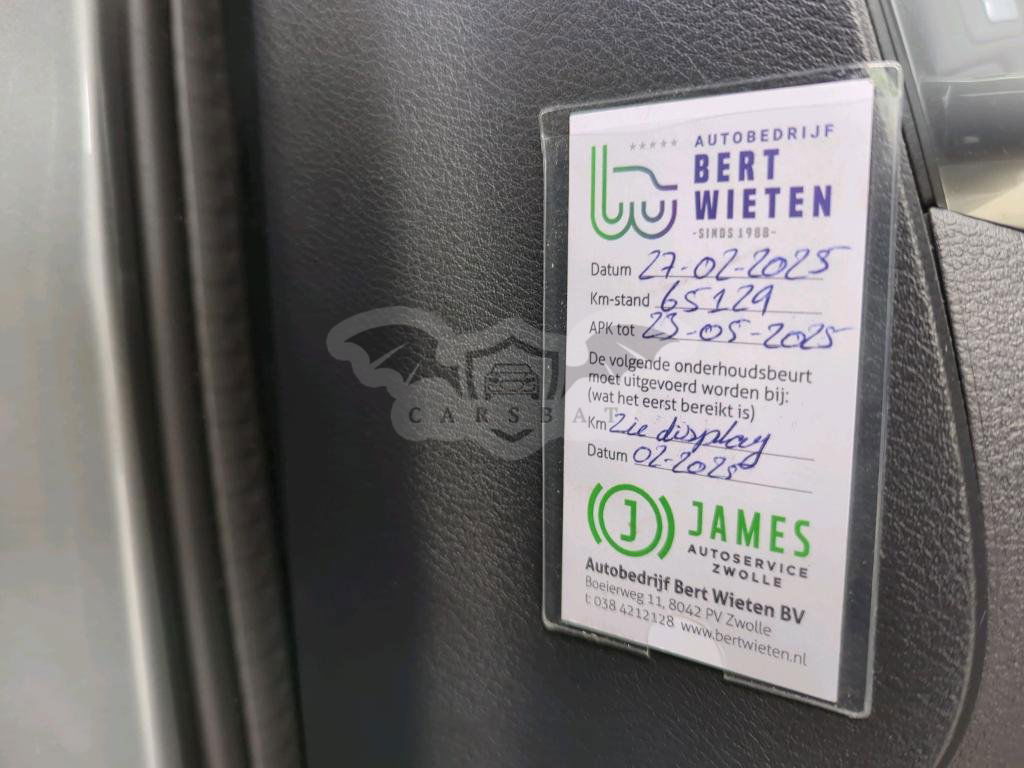 AUTOBEDRIJF
BERT
WIETEN
-SINDS 1988-
Datum 27-02-2025
Km-stand 65129
APK tot 23-05-2025
De volgende onderhoudsbeurt
moet uitgevoerd worden bij:
(wat het eerst bereikt is)
Km Zie display
Datum 02-2025
CARSBAT
J JAMES
AUTOSERVICE
ZWOLLE
Autobedrijf Bert Wieten BV
Boeierweg 11, 8042 PV Zwolle
t: 038 4212128 www.bertwieten.nl